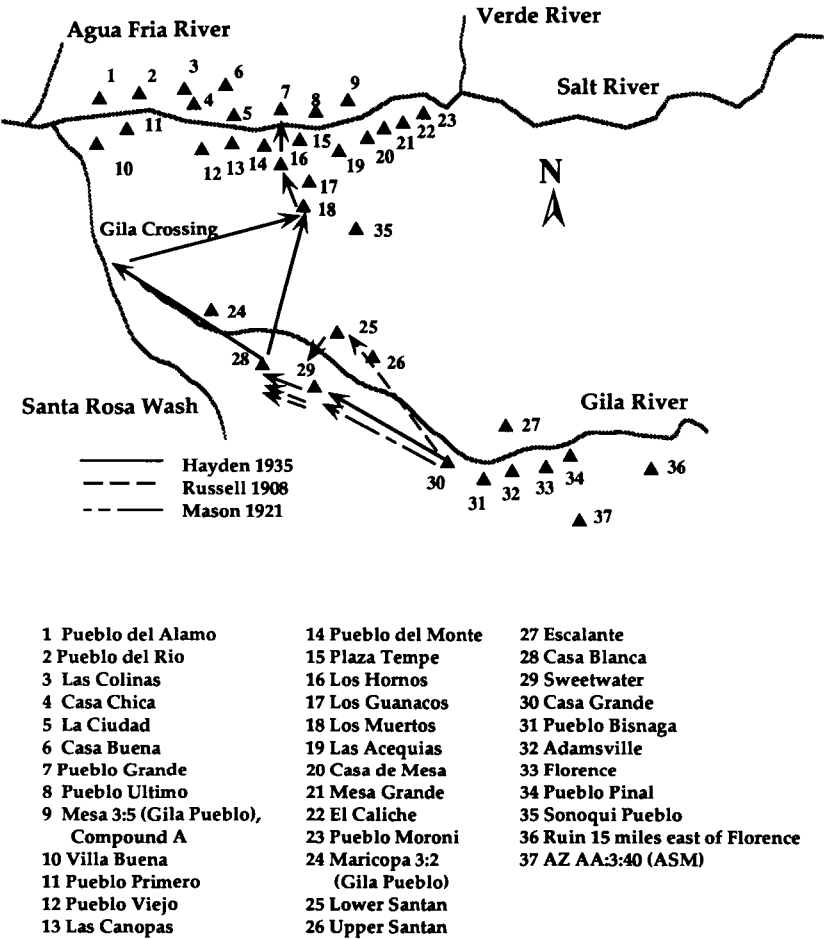 Verde River
Agua Fria River
Salt River
1
2
3
4
6
5
7
8
9
11
10
12
13
14
16
15
19
20
21
22
23
17
18
35
N
Gila Crossing
24
25
28
29
26
Santa Rosa Wash
Gila River
27
30
31
32
33
34
36
37
Hayden 1935
Russell 1908
Mason 1921
1 Pueblo del Alamo
2 Pueblo del Rio
3 Las Colinas
4 Casa Chica
5 La Ciudad
6 Casa Buena
7 Pueblo Grande
8 Pueblo Ultimo
9 Mesa 3:5 (Gila Pueblo),
Compound A
10 Villa Buena
11 Pueblo Primero
12 Pueblo Viejo
13 Las Canopas
14 Pueblo del Monte
15 Plaza Tempe
16 Los Hornos
17 Los Guanacos
18 Los Muertos
19 Las Acequias
20 Casa de Mesa
21 Mesa Grande
22 El Caliche
23 Pueblo Moroni
24 Maricopa 3:2
(Gila Pueblo)
25 Lower Santan
26 Upper Santan
27 Escalante
28 Casa Blanca
29 Sweetwater
30 Casa Grande
31 Pueblo Bisnaga
32 Adamsville
33 Florence
34 Pueblo Pinal
35 Sonoqui Pueblo
36 Ruin 15 miles east of Florence
37 AZ AA:3:40 (ASM)